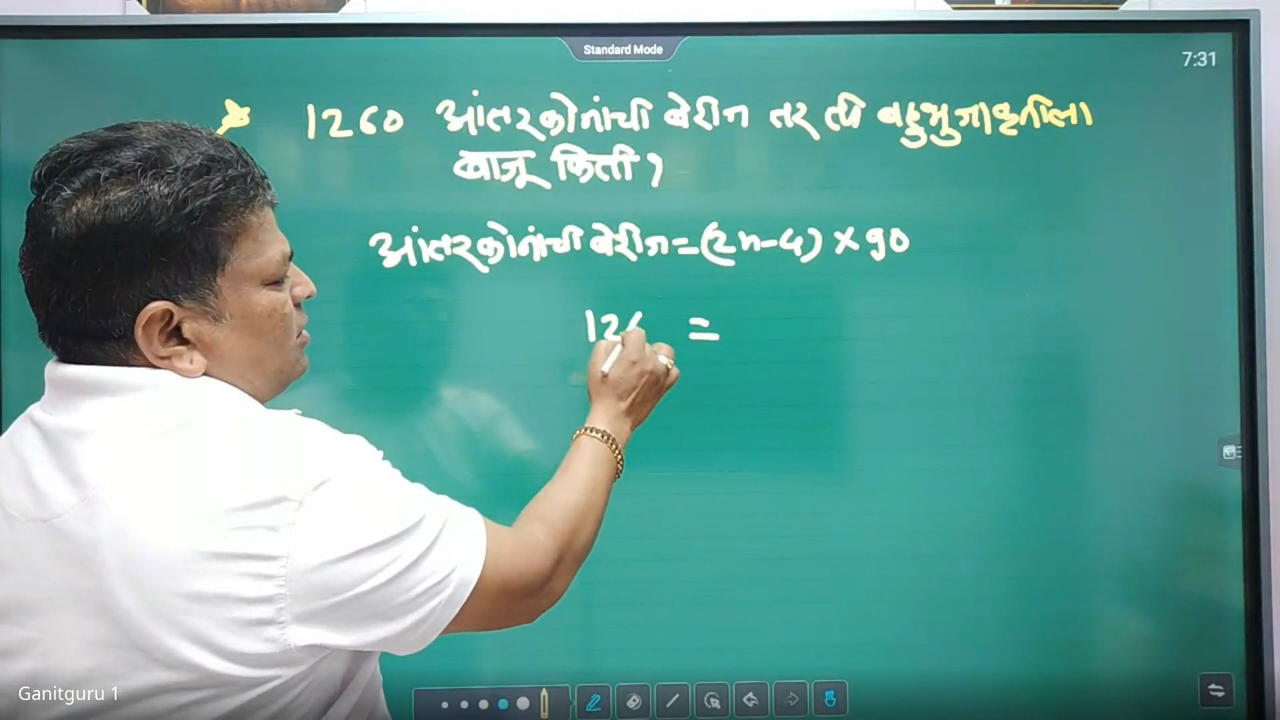 Standard Mode
7:31
1260 आंतरकोनांची बेरीज तर ती बहुभुजाकृतीला
बाजू किती?
आंतरकोनांची बेरीज = (2n-4) × 90
126 =
Ganitguru 1